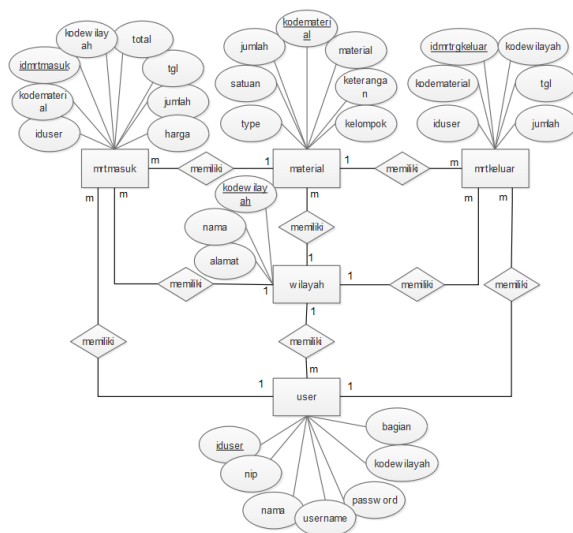 kodewilay
ah
total
idmrtmasuk
tgl
kodemateri
al
jumlah
iduser
harga
kodemateri
al
jumlah
material
satuan
keterang
an
type
kelompok
idmrtrgkeluar
kodewilayah
kodematerial
tgl
iduser
jumlah
mrtmasuk
m
memiliki
1
material
1
memiliki
m
mrtkeluar
m
m
m
m
m
kodewilay
ah
nama
alamat
memiliki
memiliki
1
1
wilayah
1
memiliki
1
memiliki
memiliki
memiliki
m
1
user
1
iduser
nip
nama
username
password
kodewilayah
bagian